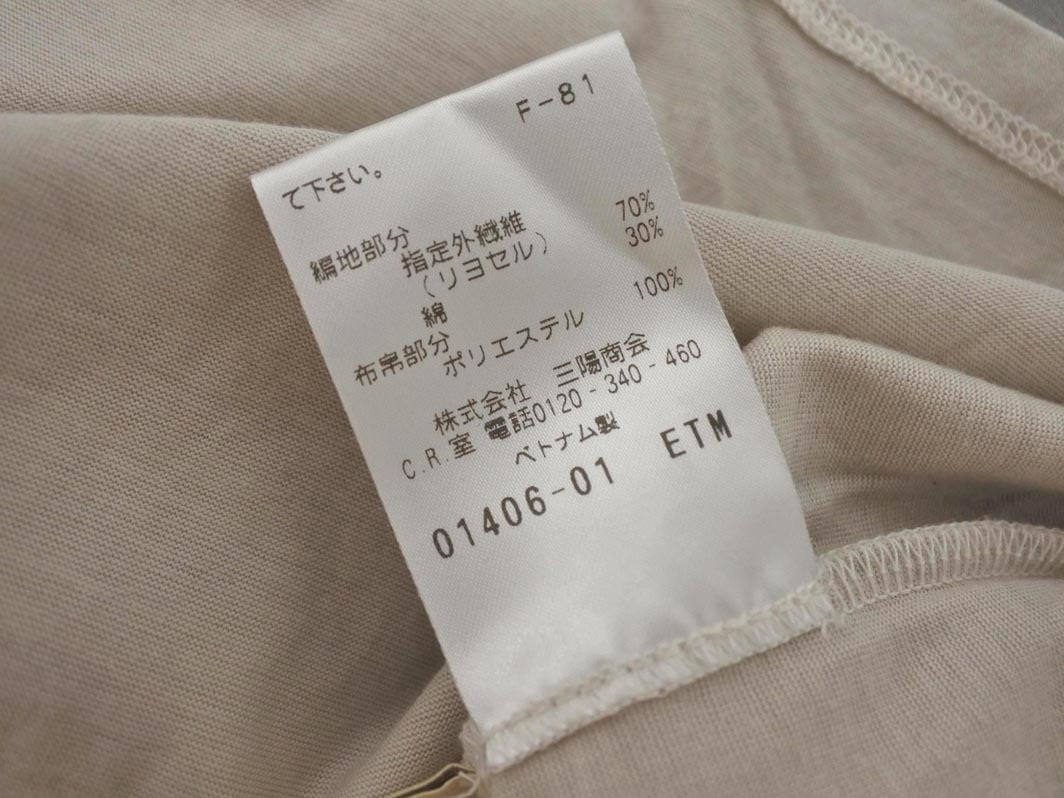 F-81
て下さい。
編地部分
指定外繊維 70%
(リヨセル)
綿 30%
布帛部分
ポリエステル 100%
株式会社 三陽商会
C.R.室 電話0120-340-460
ベトナム製
01406-01 ETM